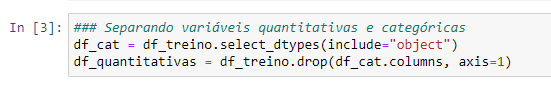 In [3]: ### Separando variáveis quantitativas e categóricas
df_cat = df_treino.select_dtypes(include="object")
df_quantitativas = df_treino.drop(df_cat.columns, axis=1)